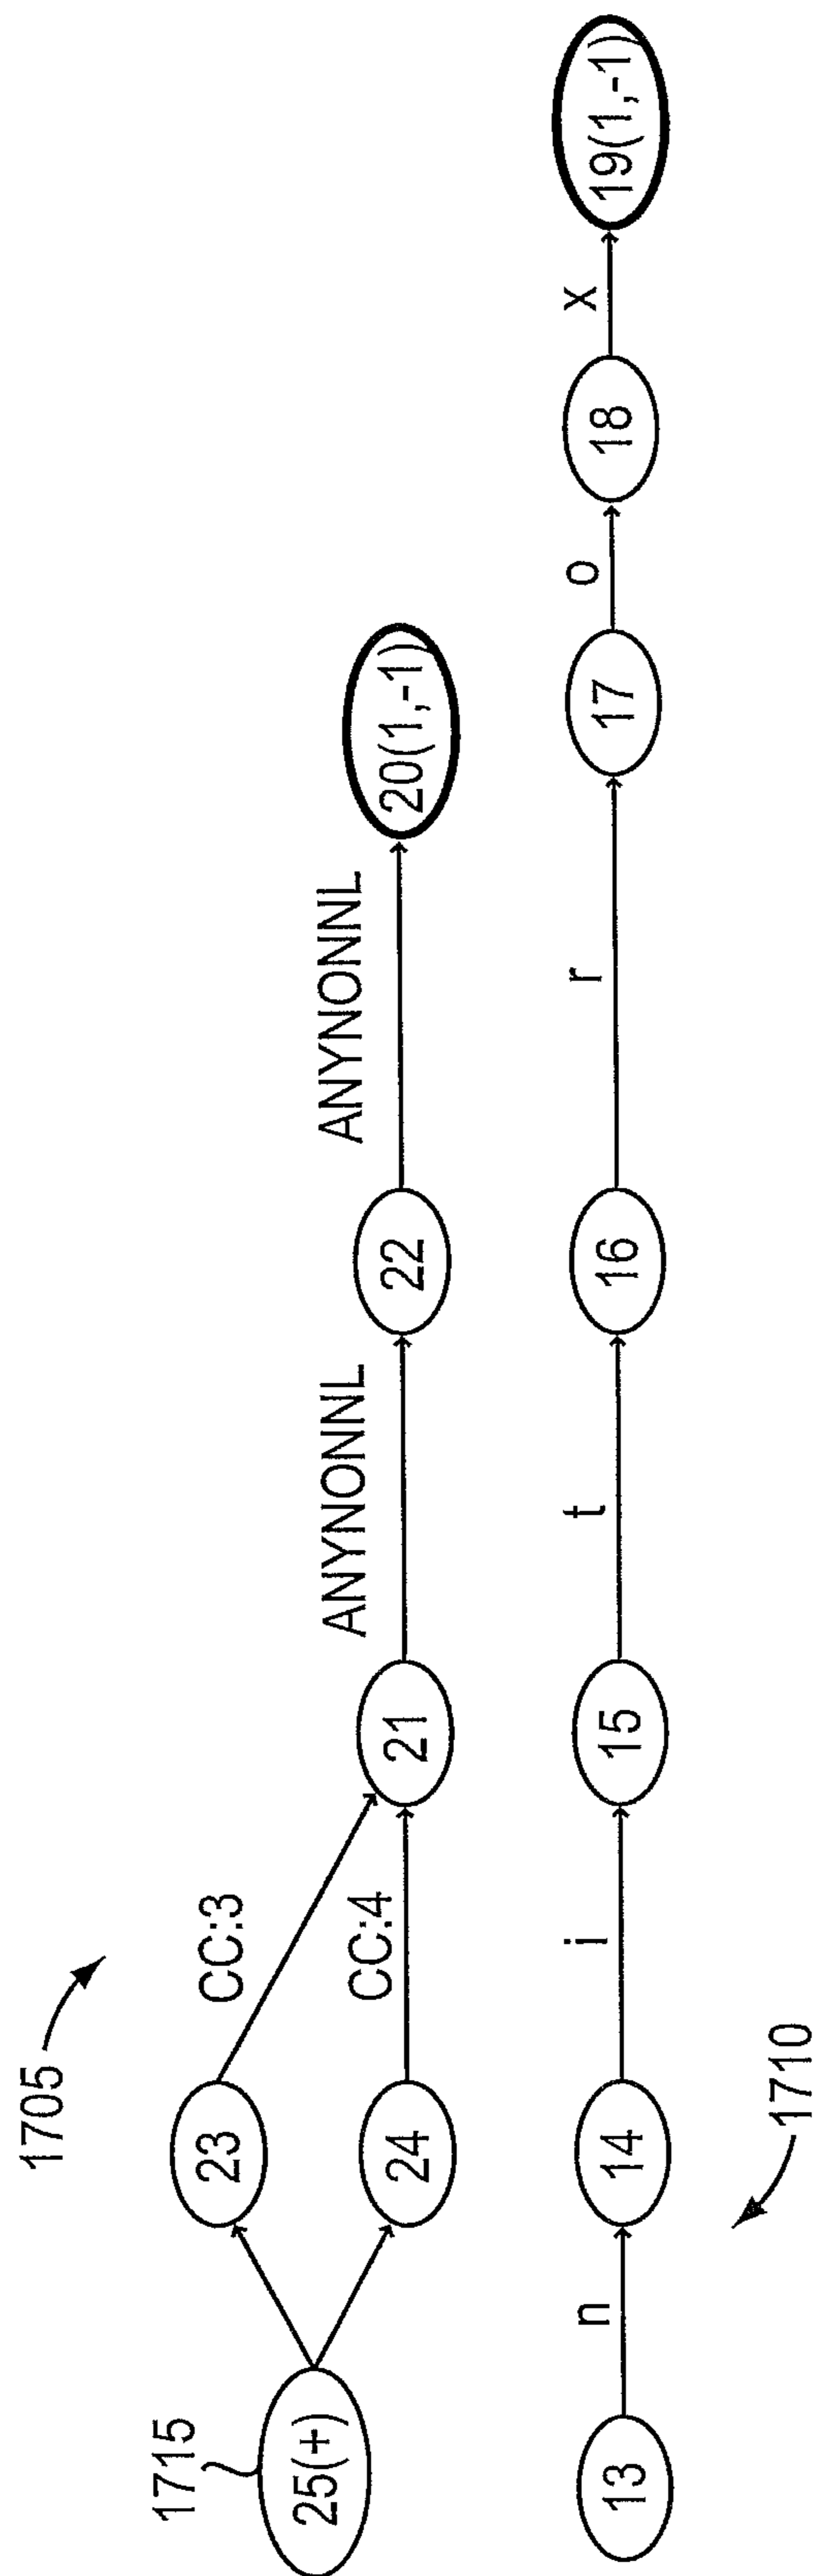 1705
1715
25(+)
23
24
CC:3
CC:4
21
ANYNONNL
22
ANYNONNL
20(1,-1)
13
n
14
i
15
t
16
r
17
o
18
x
19(1,-1)
1710